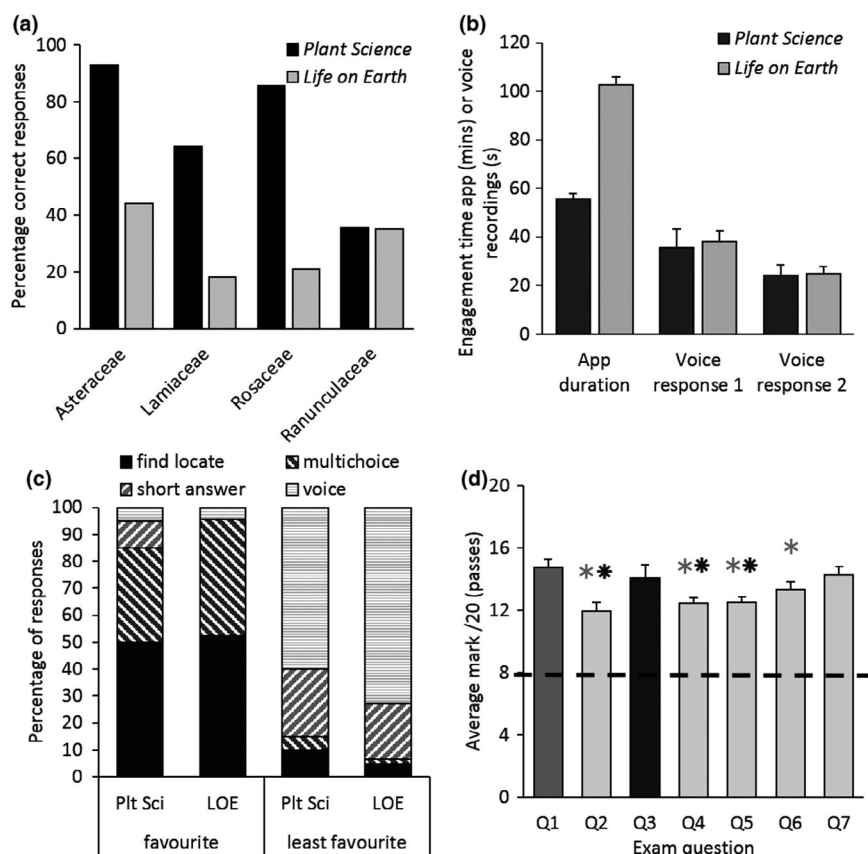 (a)
Percentage correct responses
100
80
60
40
20
0
Plant Science
Life on Earth
Asteraceae
Lamiaceae
Rosaceae
Ranunculaceae
(b)
Engagement time app (mins) or voice
recordings (s)
120
100
80
60
40
20
0
Plant Science
Life on Earth
App
duration
Voice
response 1
Voice
response 2
(c)
find locate
multichoice
short answer
voice
Percentage of responses
100
90
80
70
60
50
40
30
20
10
0
Plt Sci
LOE
Plt Sci
LOE
favourite
least favourite
(d)
Average mark /20 (passes)
20
16
12
8
4
0
**
**
**
*
Q1
Q2
Q3
Q4
Q5
Q6
Q7
Exam question